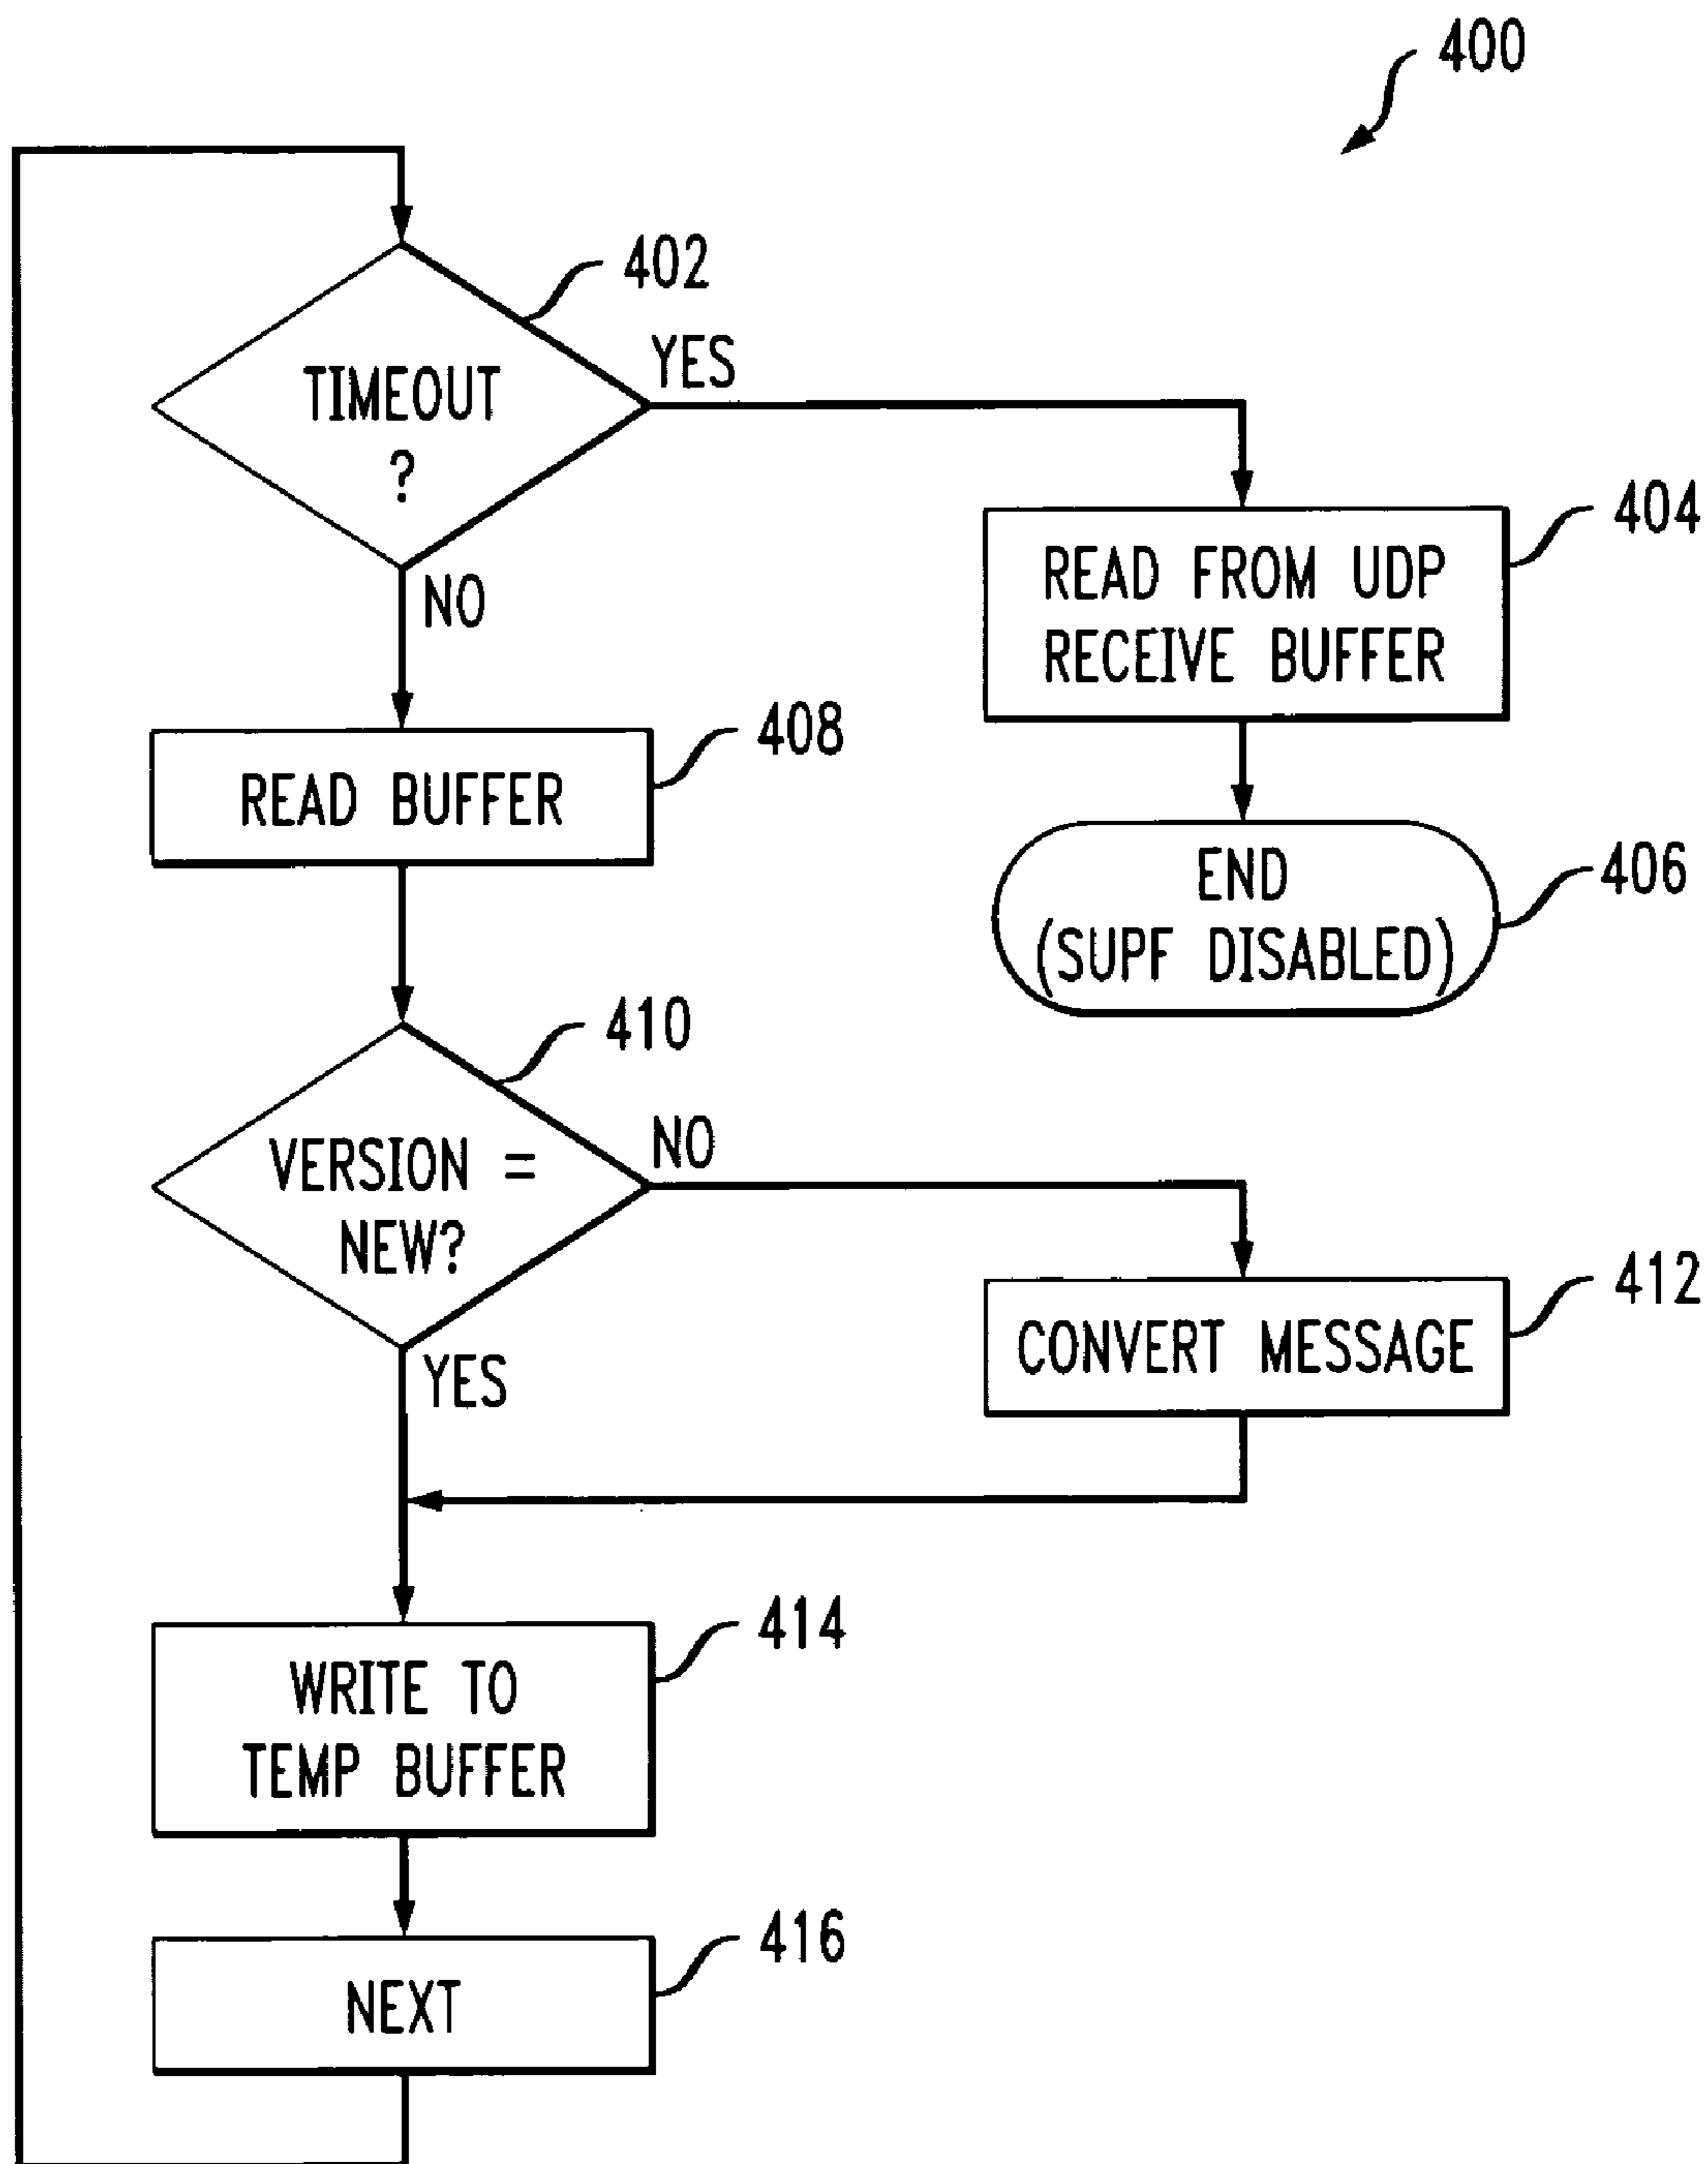 400
402
TIMEOUT
?
YES
NO
404
READ FROM UDP
RECEIVE BUFFER
408
READ BUFFER
406
END
(SUPF DISABLED)
410
VERSION =
NEW?
NO
YES
412
CONVERT MESSAGE
414
WRITE TO
TEMP BUFFER
416
NEXT